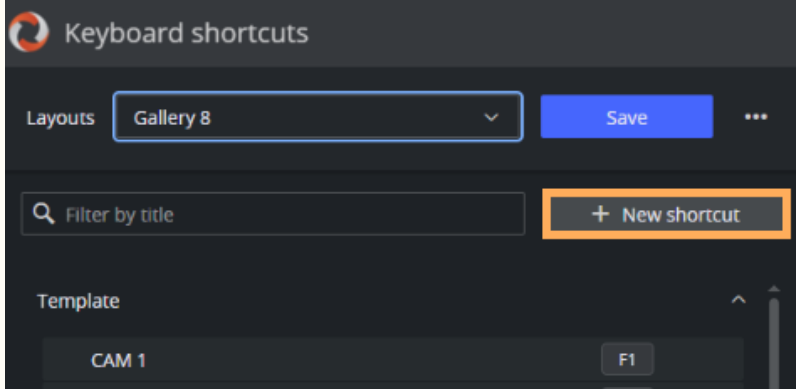 Keyboard shortcuts
Layouts Gallery 8 Save •••
Filter by title + New shortcut
Template
CAM 1 F1